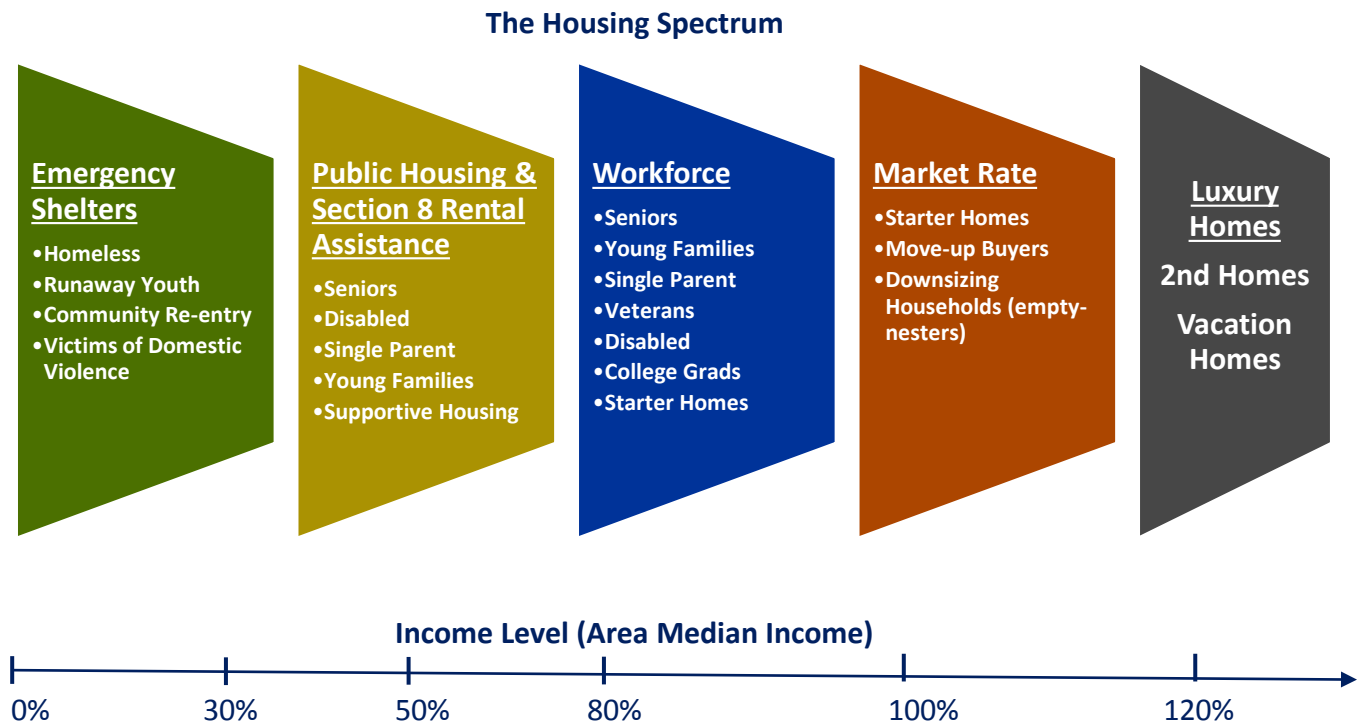 The Housing Spectrum
Emergency
Shelters
•Homeless
•Runaway Youth
•Community Re-entry
•Victims of Domestic
Violence
Public Housing &
Section 8 Rental
Assistance
•Seniors
•Disabled
•Single Parent
•Young Families
•Supportive Housing
Workforce
•Seniors
•Young Families
•Single Parent
•Veterans
•Disabled
•College Grads
•Starter Homes
Market Rate
•Starter Homes
•Move-up Buyers
•Downsizing
Households (empty-
nesters)
Luxury
Homes
2nd Homes
Vacation
Homes
Income Level (Area Median Income)
0% 30% 50% 80% 100% 120%